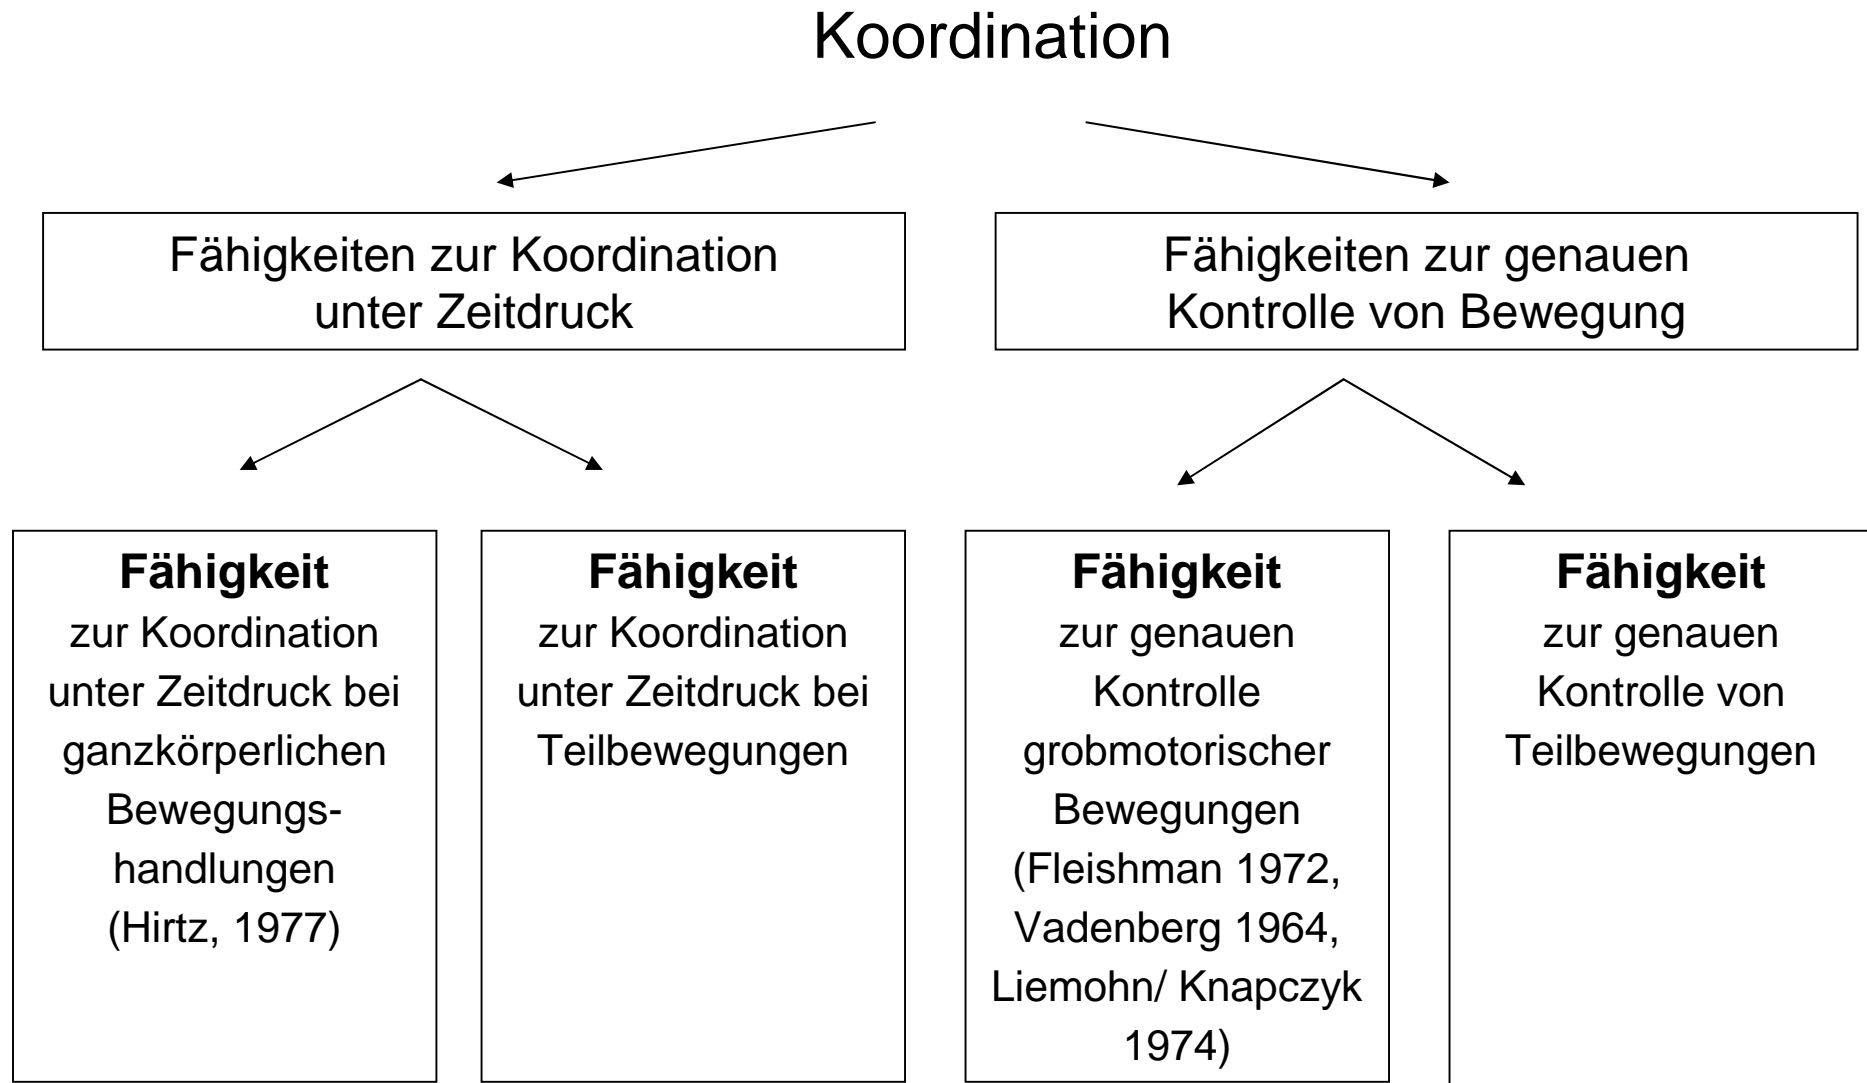 Koordination
Fähigkeiten zur Koordination
unter Zeitdruck
Fähigkeiten zur genauen
Kontrolle von Bewegung
Fähigkeit
zur Koordination
unter Zeitdruck bei
ganzkörperlichen
Bewegungs-
handlungen
(Hirtz, 1977)
Fähigkeit
zur Koordination
unter Zeitdruck bei
Teilbewegungen
Fähigkeit
zur genauen
Kontrolle
grobmotorischer
Bewegungen
(Fleishman 1972,
Vadenberg 1964,
Liemohn/ Knapczyk
1974)
Fähigkeit
zur genauen
Kontrolle von
Teilbewegungen